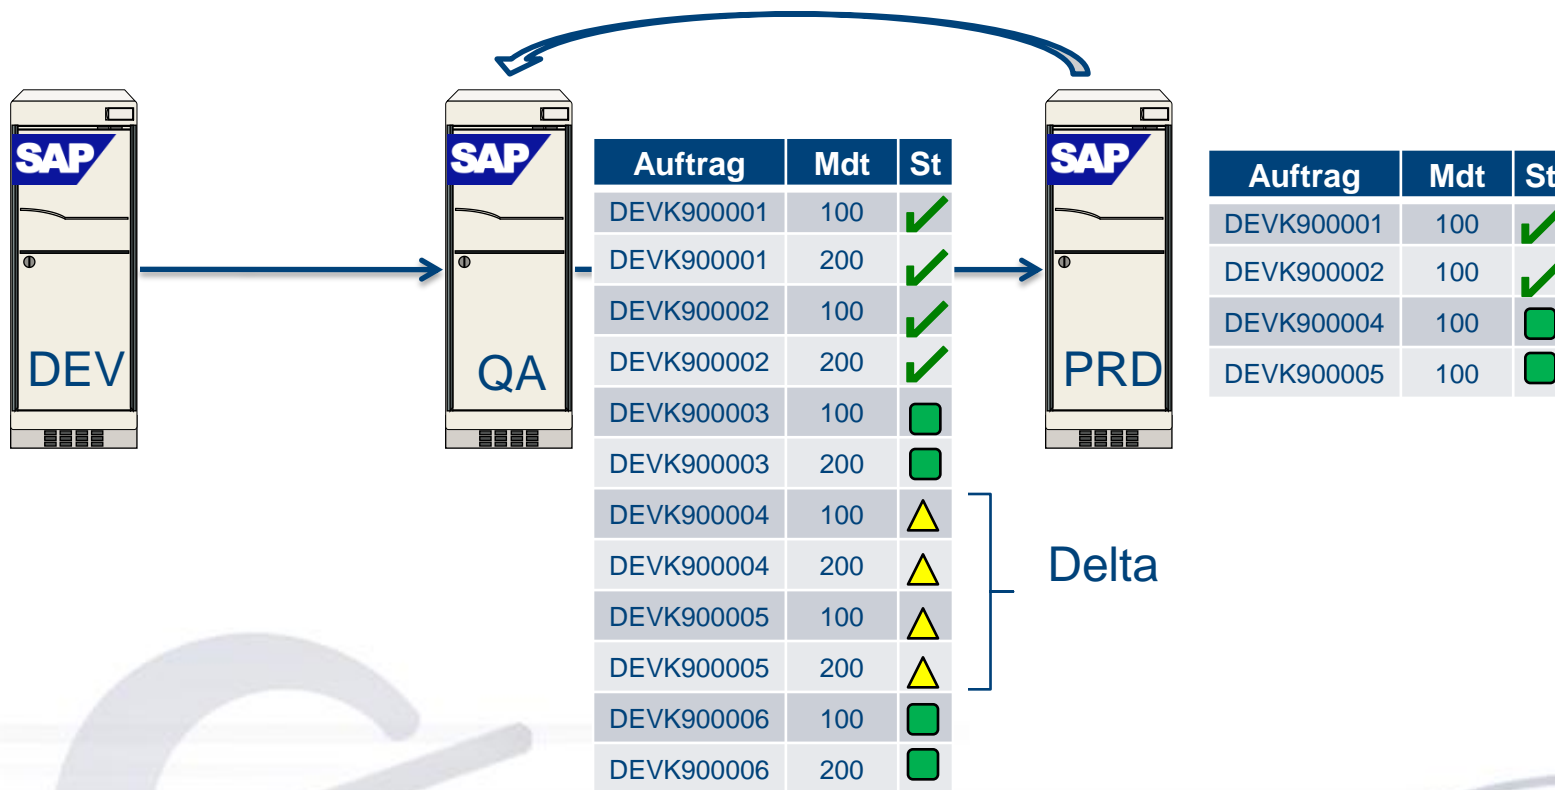 SAP
DEV
SAP
QA
Auftrag Mdt St
DEVK900001 100
DEVK900001 200
DEVK900002 100
DEVK900002 200
DEVK900003 100
DEVK900003 200
DEVK900004 100
DEVK900004 200
DEVK900005 100
DEVK900005 200
DEVK900006 100
DEVK900006 200
Delta
SAP
PRD
Auftrag Mdt St
DEVK900001 100
DEVK900002 100
DEVK900004 100
DEVK900005 100